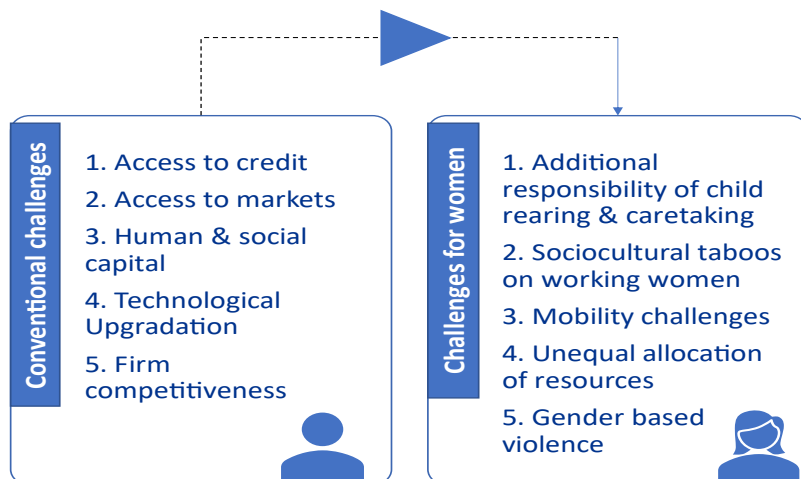 Conventional challenges
1. Access to credit
2. Access to markets
3. Human & social
capital
4. Technological
Upgradation
5. Firm
competitiveness
Challenges for women
1. Additional
responsibility of child
rearing & caretaking
2. Sociocultural taboos
on working women
3. Mobility challenges
4. Unequal allocation
of resources
5. Gender based
violence